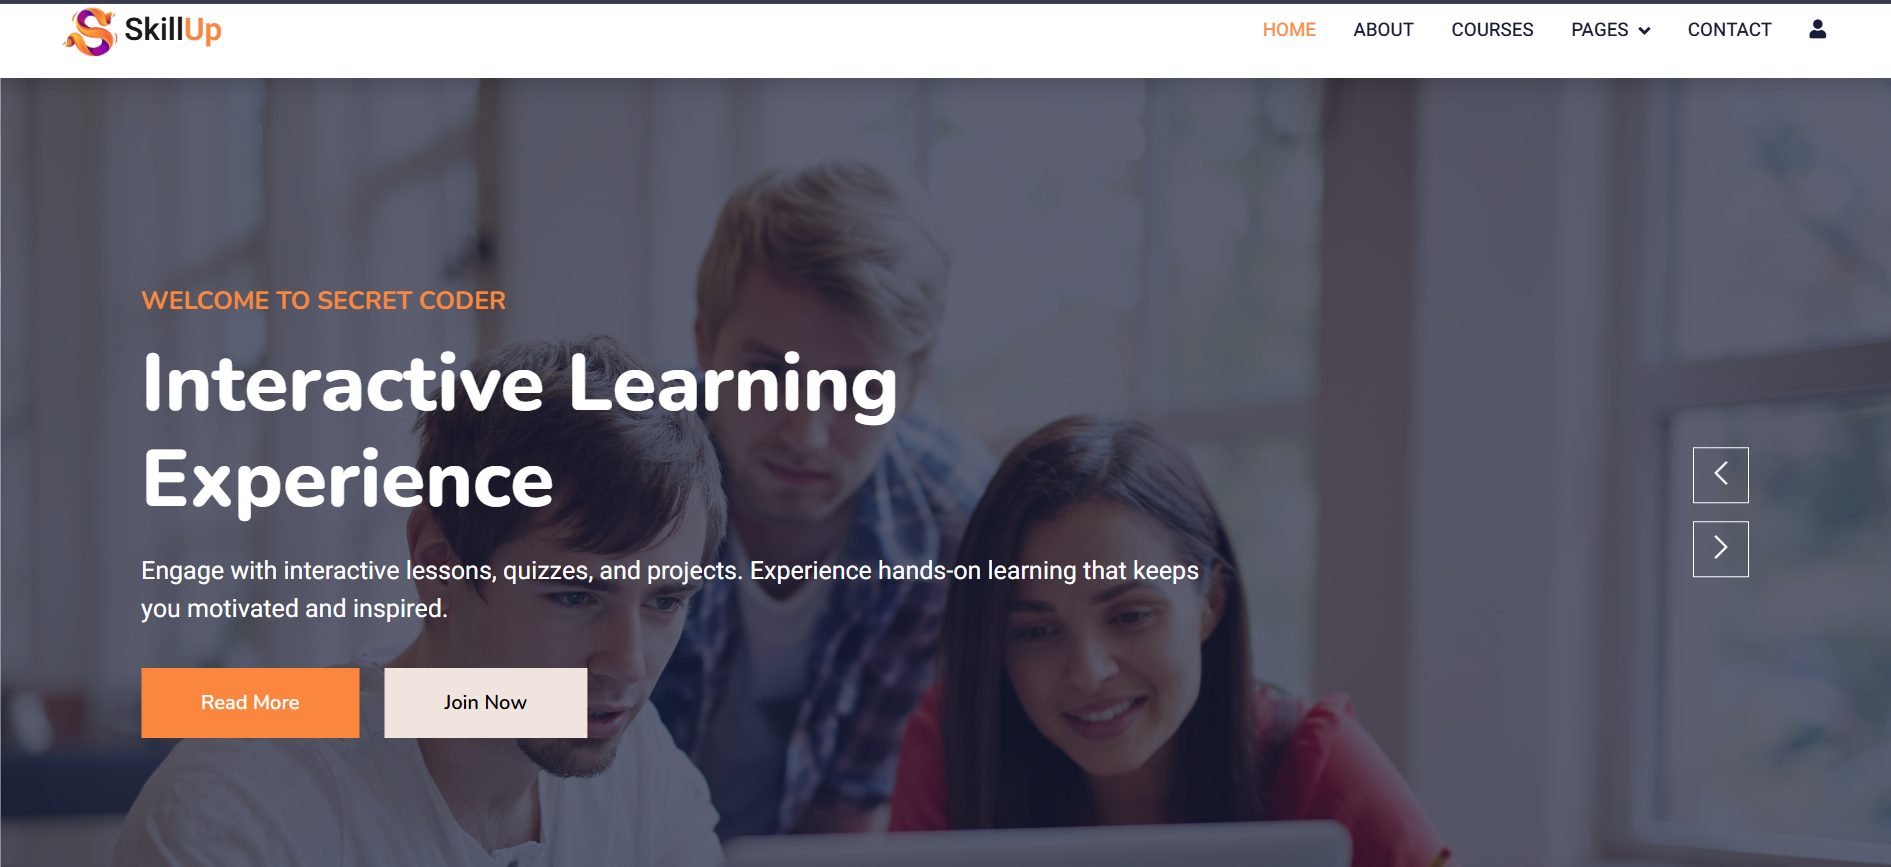 SkillUp
HOME ABOUT COURSES PAGES CONTACT
WELCOME TO SECRET CODER
Interactive Learning
Experience
Engage with interactive lessons, quizzes, and projects. Experience hands-on learning that keeps
you motivated and inspired.
Read More Join Now